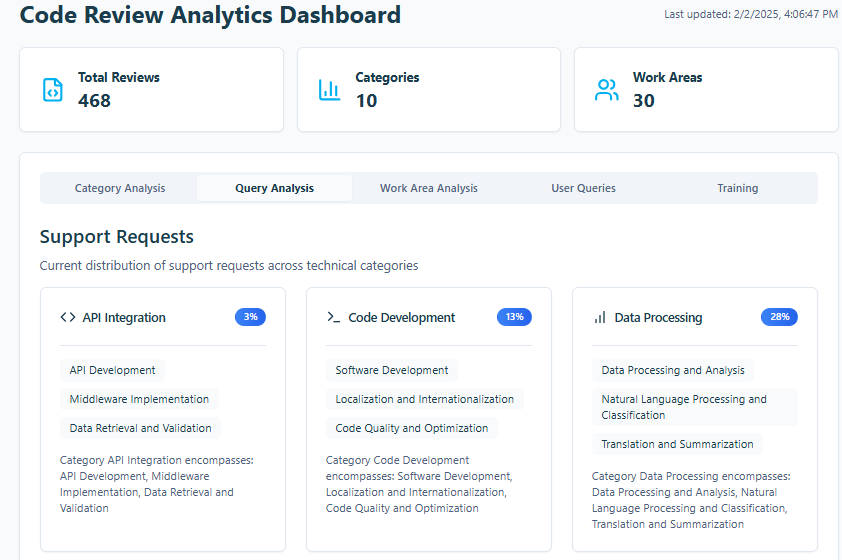 Code Review Analytics Dashboard
Last updated: 2/2/2025, 4:06:47 PM
Total Reviews
468
Categories
10
Work Areas
30
Category Analysis
Query Analysis
Work Area Analysis
User Queries
Training
Support Requests
Current distribution of support requests across technical categories
API Integration
3%
API Development
Middleware Implementation
Data Retrieval and Validation
Category API Integration encompasses:
API Development, Middleware
Implementation, Data Retrieval and
Validation
Code Development
13%
Software Development
Localization and Internationalization
Code Quality and Optimization
Category Code Development
encompasses: Software Development,
Localization and Internationalization,
Code Quality and Optimization
Data Processing
28%
Data Processing and Analysis
Natural Language Processing and
Classification
Translation and Summarization
Category Data Processing encompasses:
Data Processing and Analysis, Natural
Language Processing and Classification,
Translation and Summarization